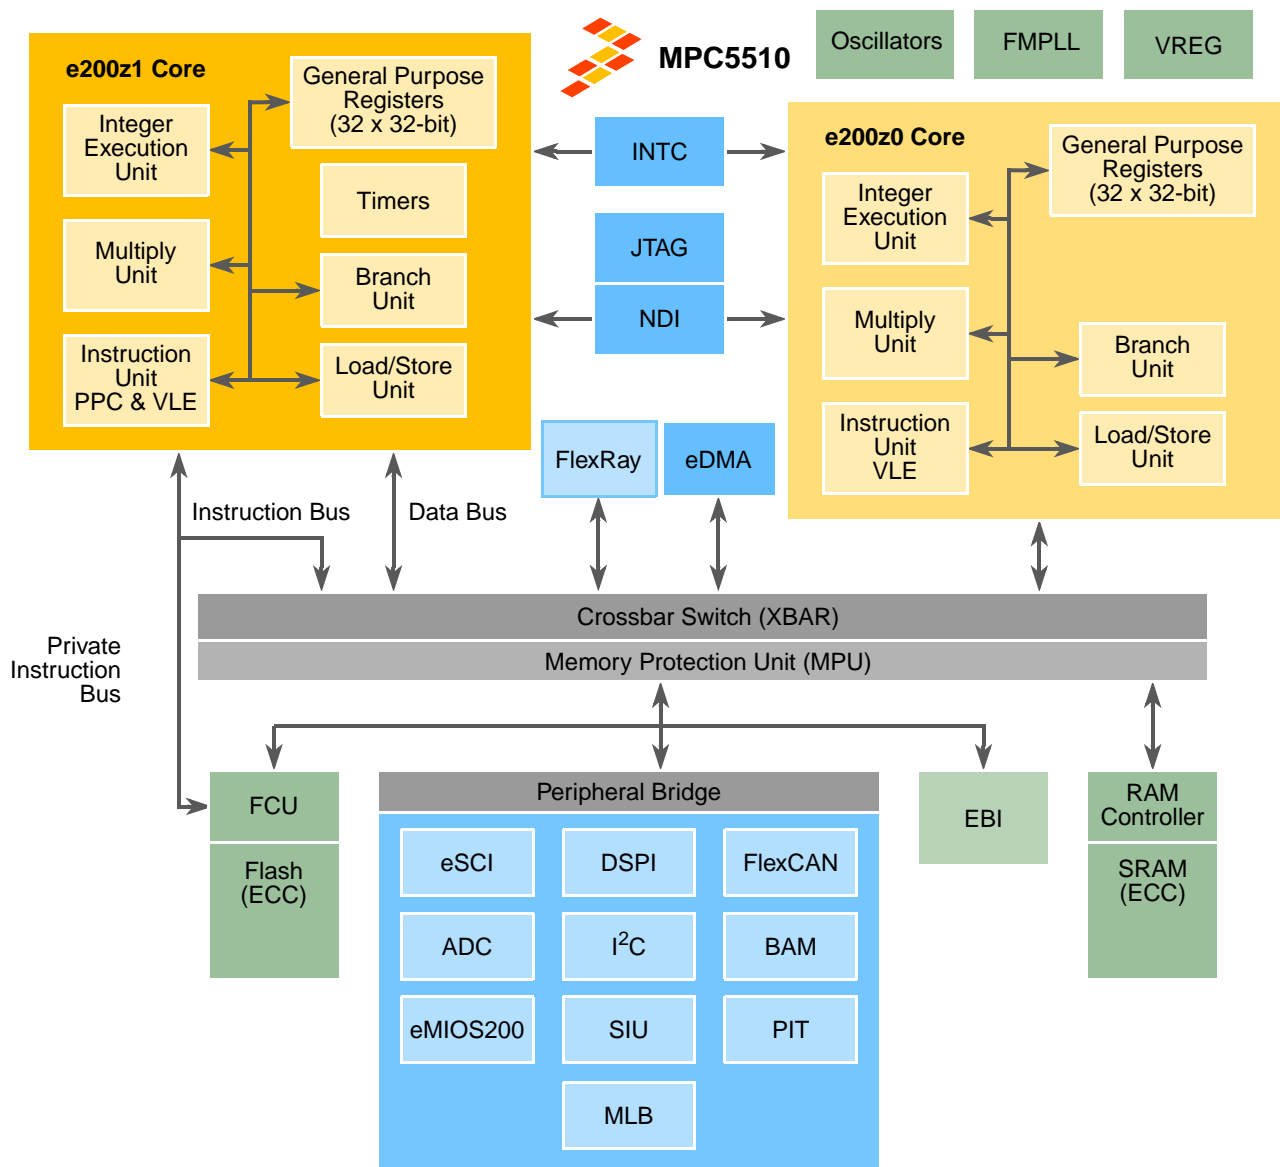 MPC5510
Oscillators
FMPLL
VREG
e200z1 Core
General Purpose
Registers
(32 x 32-bit)
Integer
Execution
Unit
Timers
Multiply
Unit
Branch
Unit
Instruction
Unit
PPC & VLE
Load/Store
Unit
INTC
JTAG
NDI
e200z0 Core
General Purpose
Registers
(32 x 32-bit)
Integer
Execution
Unit
Multiply
Unit
Branch
Unit
Instruction
Unit
VLE
Load/Store
Unit
FlexRay
eDMA
Instruction Bus
Data Bus
Crossbar Switch (XBAR)
Memory Protection Unit (MPU)
Private
Instruction
Bus
FCU
Flash
(ECC)
Peripheral Bridge
eSCI
DSPI
FlexCAN
ADC
I²C
BAM
eMIOS200
SIU
PIT
MLB
EBI
RAM
Controller
SRAM
(ECC)